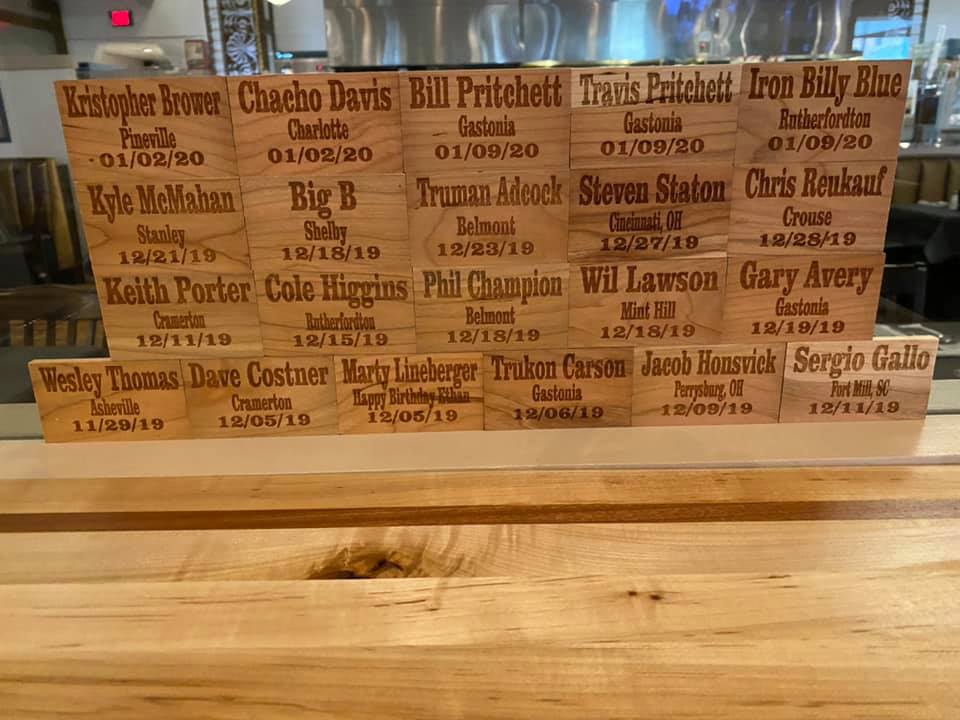 Kristopher Brower
Pineville
01/02/20
Chacho Davis
Charlotte
01/02/20
Bill Pritchett
Gastonia
01/09/20
Travis Pritchett
Gastonia
01/09/20
Iron Billy Blue
Rutherfordton
01/09/20
Kyle McMahan
Stanley
12/21/19
Big B
Shelby
12/18/19
Truman Adcock
Belmont
12/23/19
Steven Staton
Cincinnati, OH
12/27/19
Chris Reukauf
Crouse
12/28/19
Keith Porter
Cramerton
12/11/19
Cole Higgins
Rutherfordton
12/15/19
Phil Champion
Belmont
12/18/19
Wil Lawson
Mint Hill
12/18/19
Gary Avery
Gastonia
12/19/19
Wesley Thomas
Asheville
11/29/19
Dave Costner
Cramerton
12/05/19
Marty Lineberger
Happy Birthday Ethan
12/05/19
Trukon Carson
Gastonia
12/06/19
Jacob Honsvick
Perrysburg, OH
12/09/19
Sergio Gallo
Fort Mill, SC
12/11/19